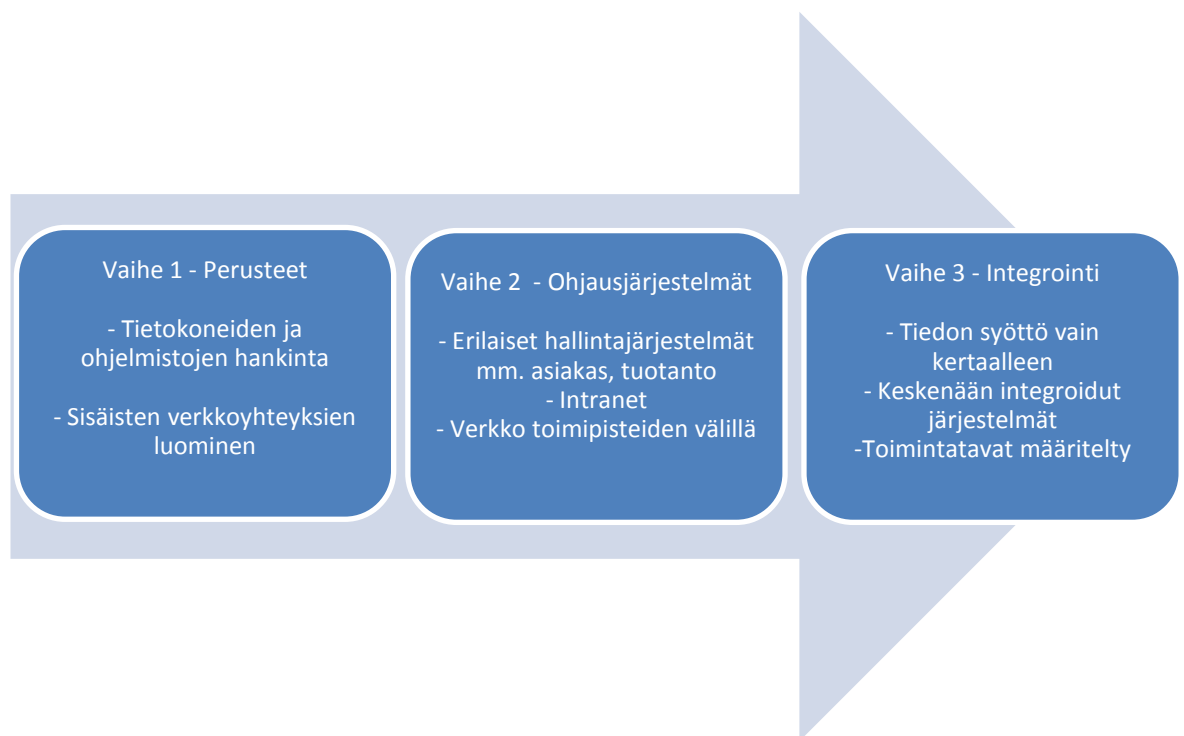 Vaihe 1 - Perusteet
- Tietokoneiden ja
ohjelmistojen hankinta
- Sisäisten verkkoyhteyksien
luominen
Vaihe 2  - Ohjausjärjestelmät
- Erilaiset hallintajärjestelmät
mm. asiakas, tuotanto
- Intranet
- Verkko toimipisteiden välillä
Vaihe 3 - Integrointi
- Tiedon syöttö vain
kertaalleen
- Keskenään integroidut
järjestelmät
-Toimintatavat määritelty